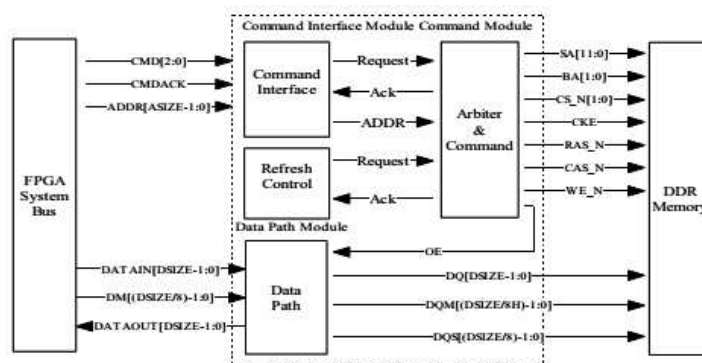 Command Interface Module Command Module
CMD[2:0]
CMDACK
ADDR[ASIZE-1:0]
Command
Interface
Request
Ack
ADDR
Refresh
Control
Request
Ack
Arbiter
&
Command
SA[11:0]
BA[1:0]
CS_N[1:0]
CKE
RAS_N
CAS_N
WE_N
FPGA
System
Bus
DDR
Memory
Data Path Module
OE
DATAIN[DSIZE-1:0]
DM[(DSIZE/8)-1:0]
DATAOUT[DSIZE-1:0]
Data
Path
DQ[DSIZE-1:0]
DQM[(DSIZE/8H)-1:0]
DQS[(DSIZE/8)-1:0]